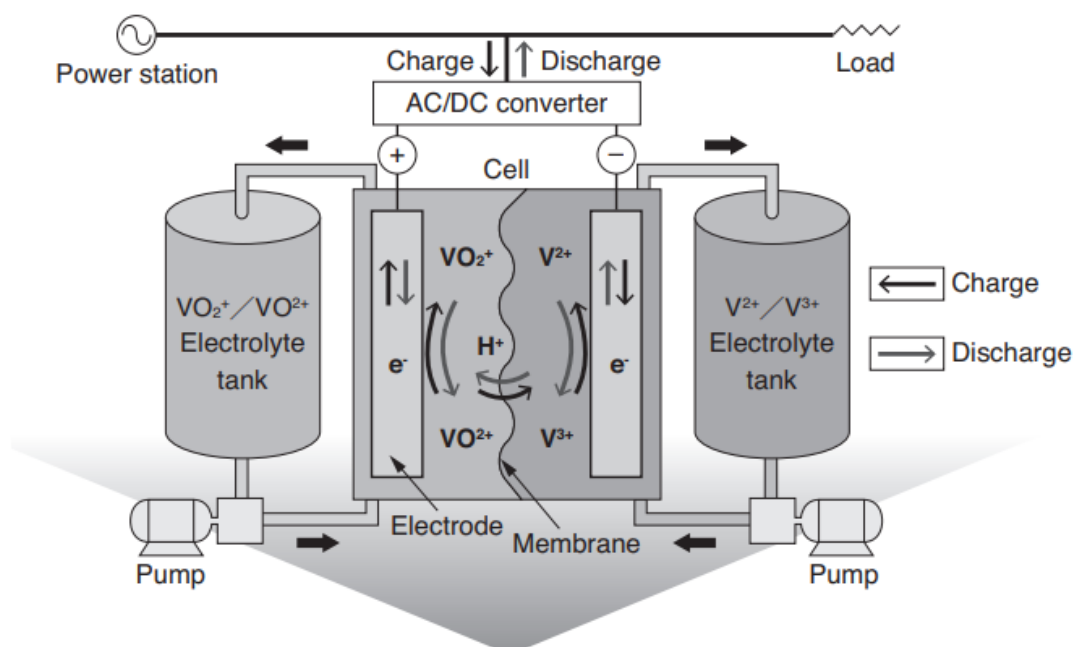 Power station
Charge
Discharge
Load
AC/DC converter
+
−
Cell
VO₂⁺／VO²⁺
Electrolyte
tank
VO₂⁺
V²⁺
e⁻
H⁺
e⁻
VO²⁺
V³⁺
V²⁺／V³⁺
Electrolyte
tank
Charge
Discharge
Electrode
Membrane
Pump
Pump